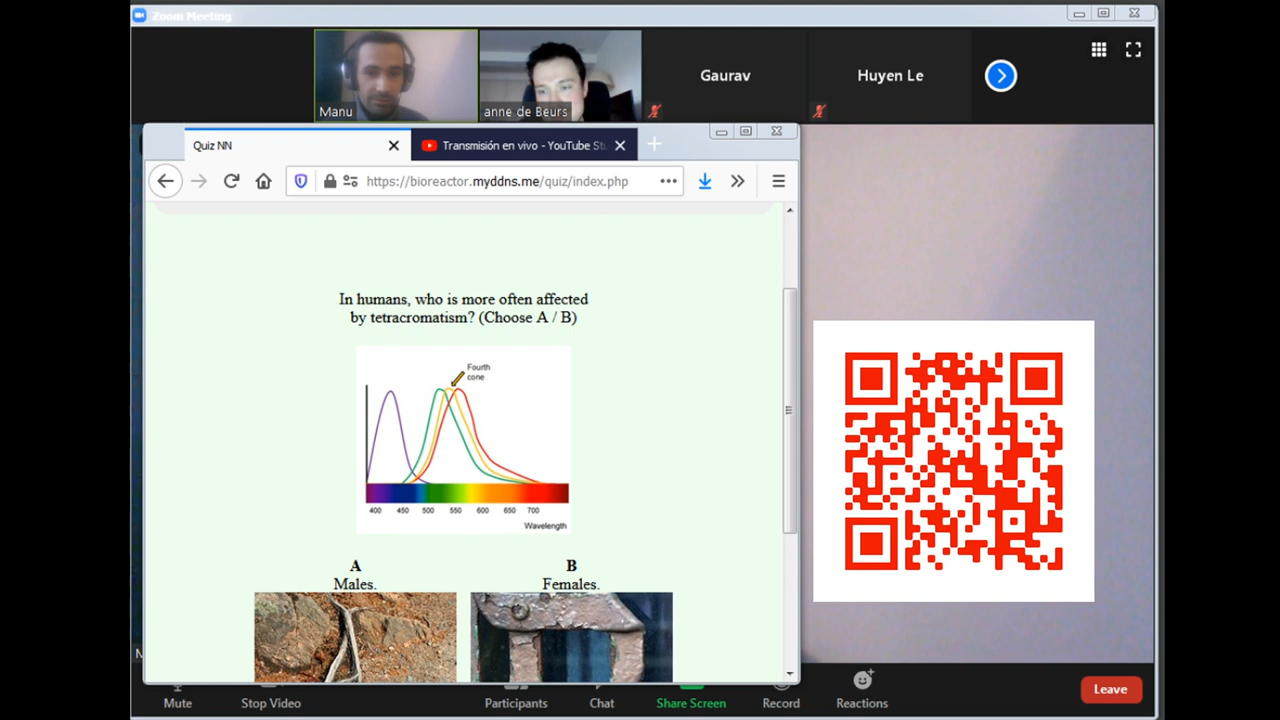 Zoom Meeting
Manu
anne de Beurs
Gaurav
Huyen Le
Quiz NN
Transmisión en vivo - YouTube St
https://bioreactor.myddns.me/quiz/index.php
In humans, who is more often affected
by tetracromatism? (Choose A / B)
Fourth
cone
400 450 500 550 600 650 700
Wavelength
A
Males.
B
Females.
M
Mute
Stop Video
Participants
Chat
Share Screen
Record
Reactions
Leave